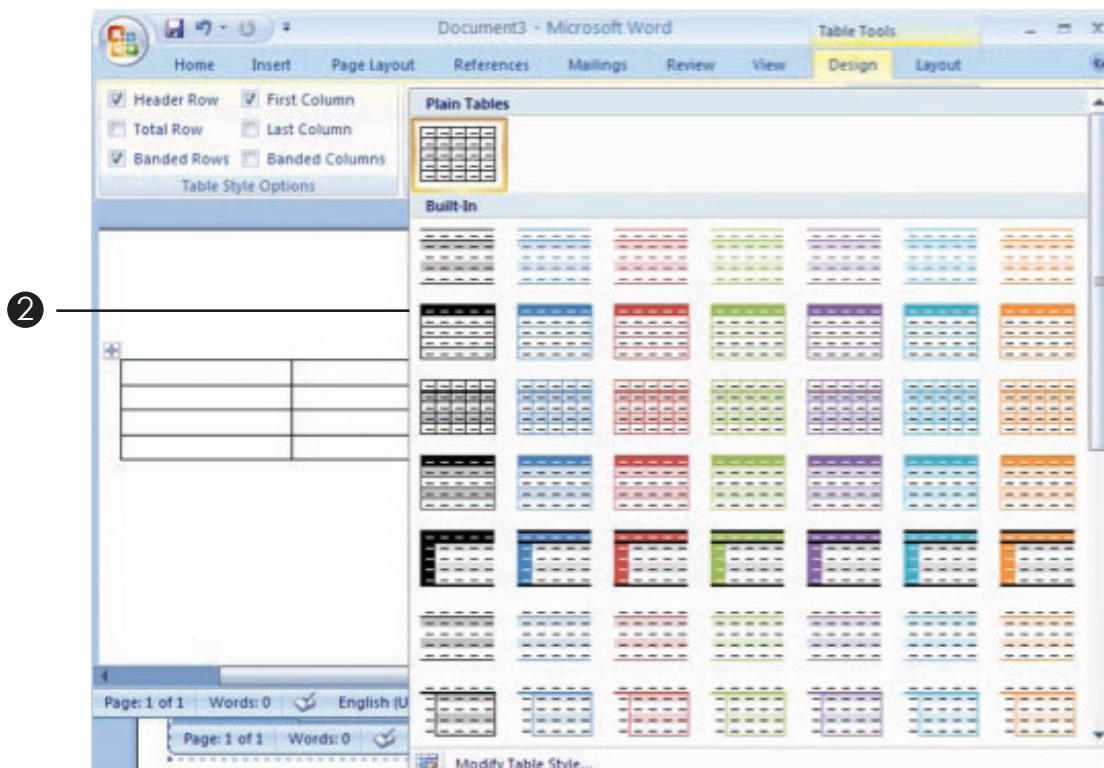 Document3 - Microsoft Word Table Tools
Home Insert Page Layout References Mailings Review View Design Layout
Header Row First Column
Total Row Last Column
Banded Rows Banded Columns
Table Style Options
Plain Tables
Built-In
2
Page: 1 of 1 Words: 0 English (U
Page: 1 of 1 Words: 0
Modify Table Style...